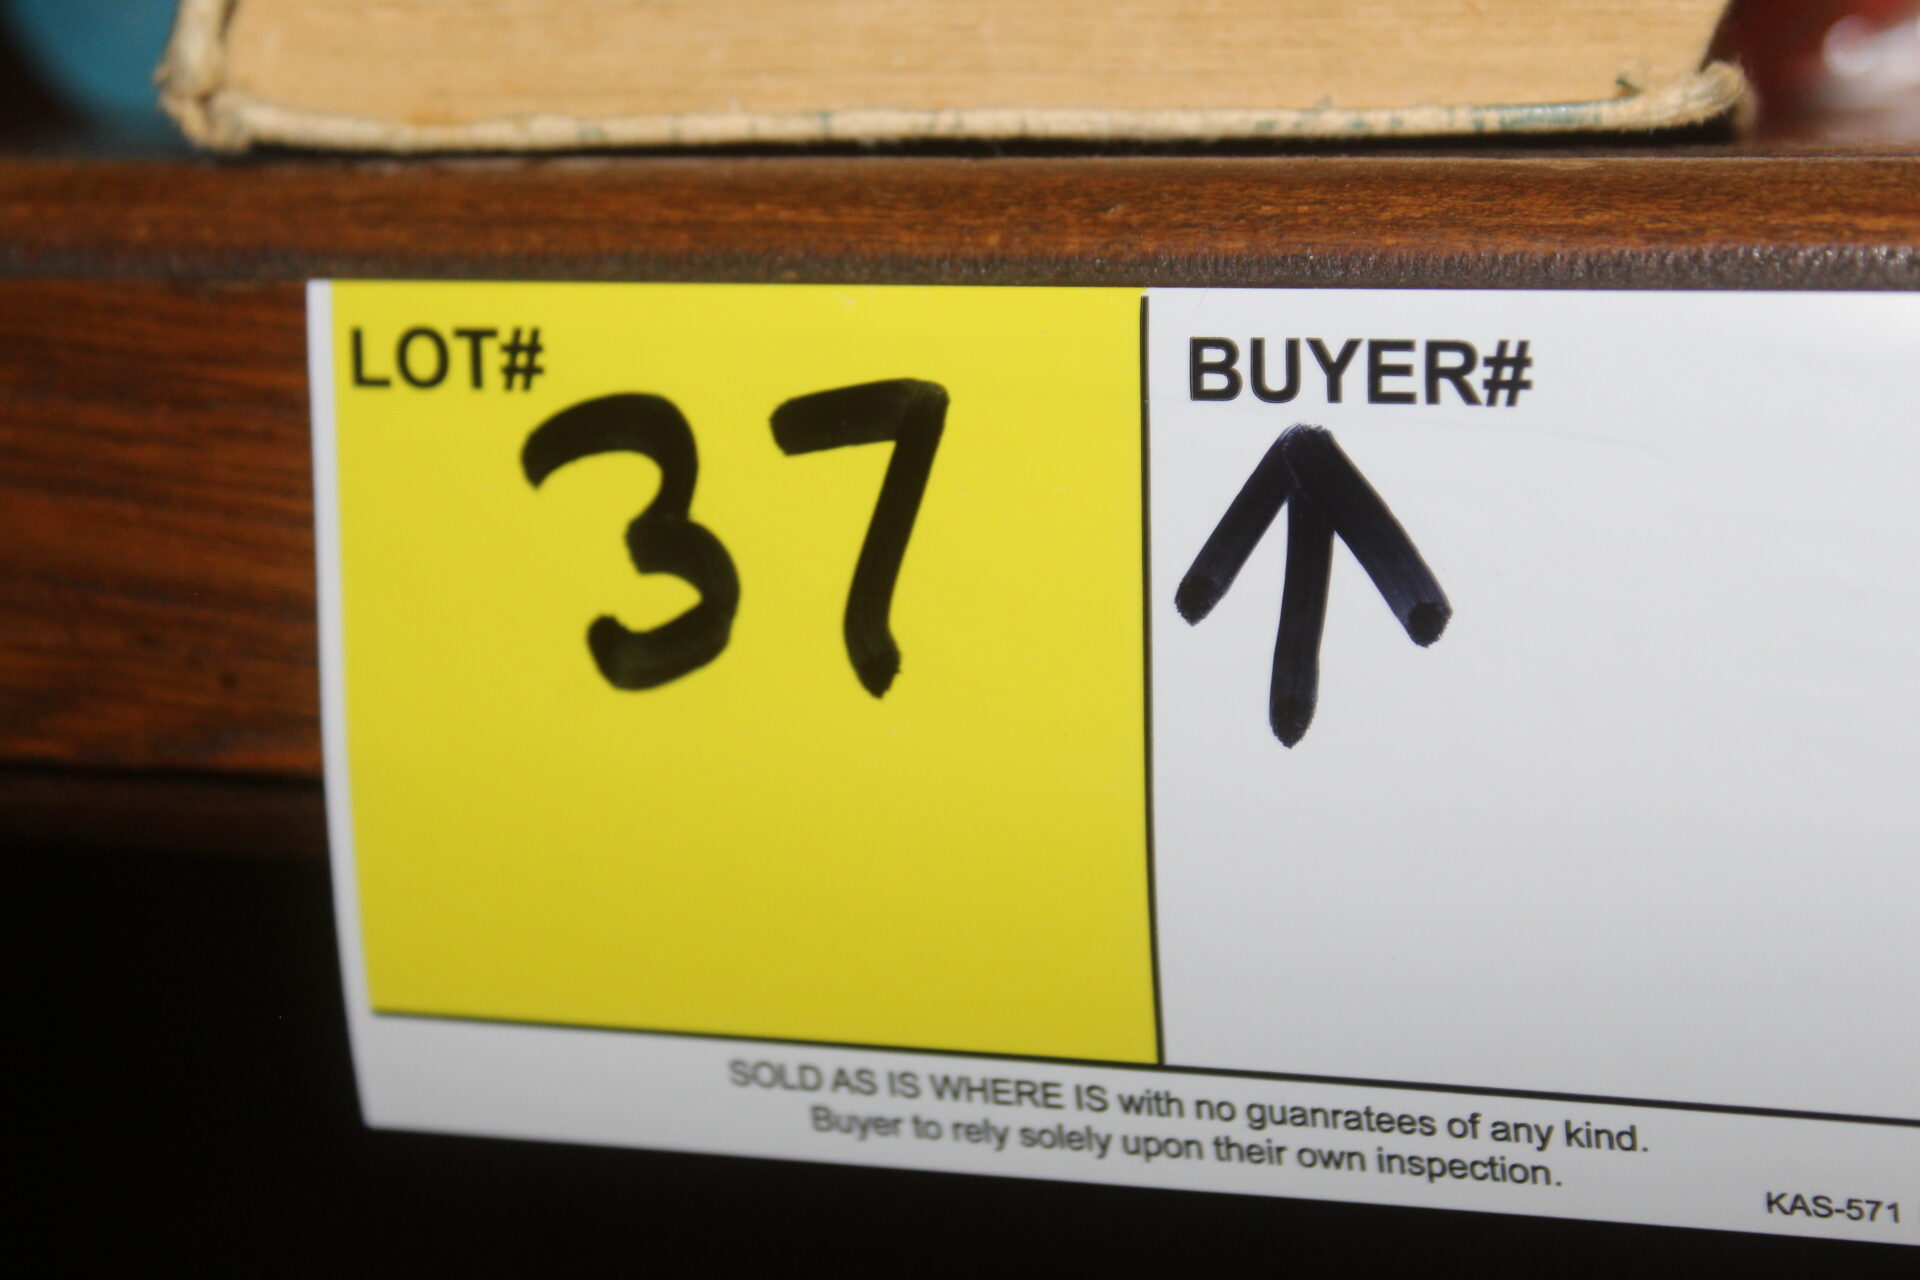 LOT#
37
BUYER#
↑
SOLD AS IS WHERE IS with no guanratees of any kind.
Buyer to rely solely upon their own inspection.
KAS-571